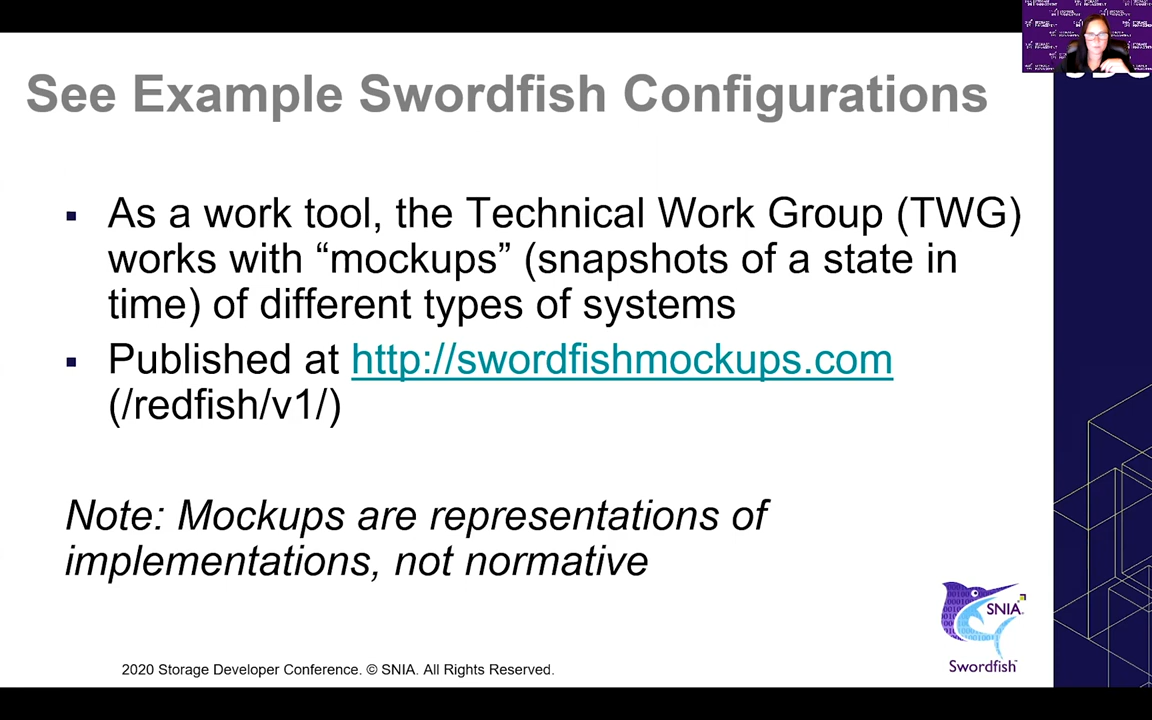 See Example Swordfish Configurations
▪ As a work tool, the Technical Work Group (TWG)
works with “mockups” (snapshots of a state in
time) of different types of systems
▪ Published at http://swordfishmockups.com
(/redfish/v1/)
Note: Mockups are representations of
implementations, not normative
SNIA
Swordfish
2020 Storage Developer Conference. © SNIA. All Rights Reserved.